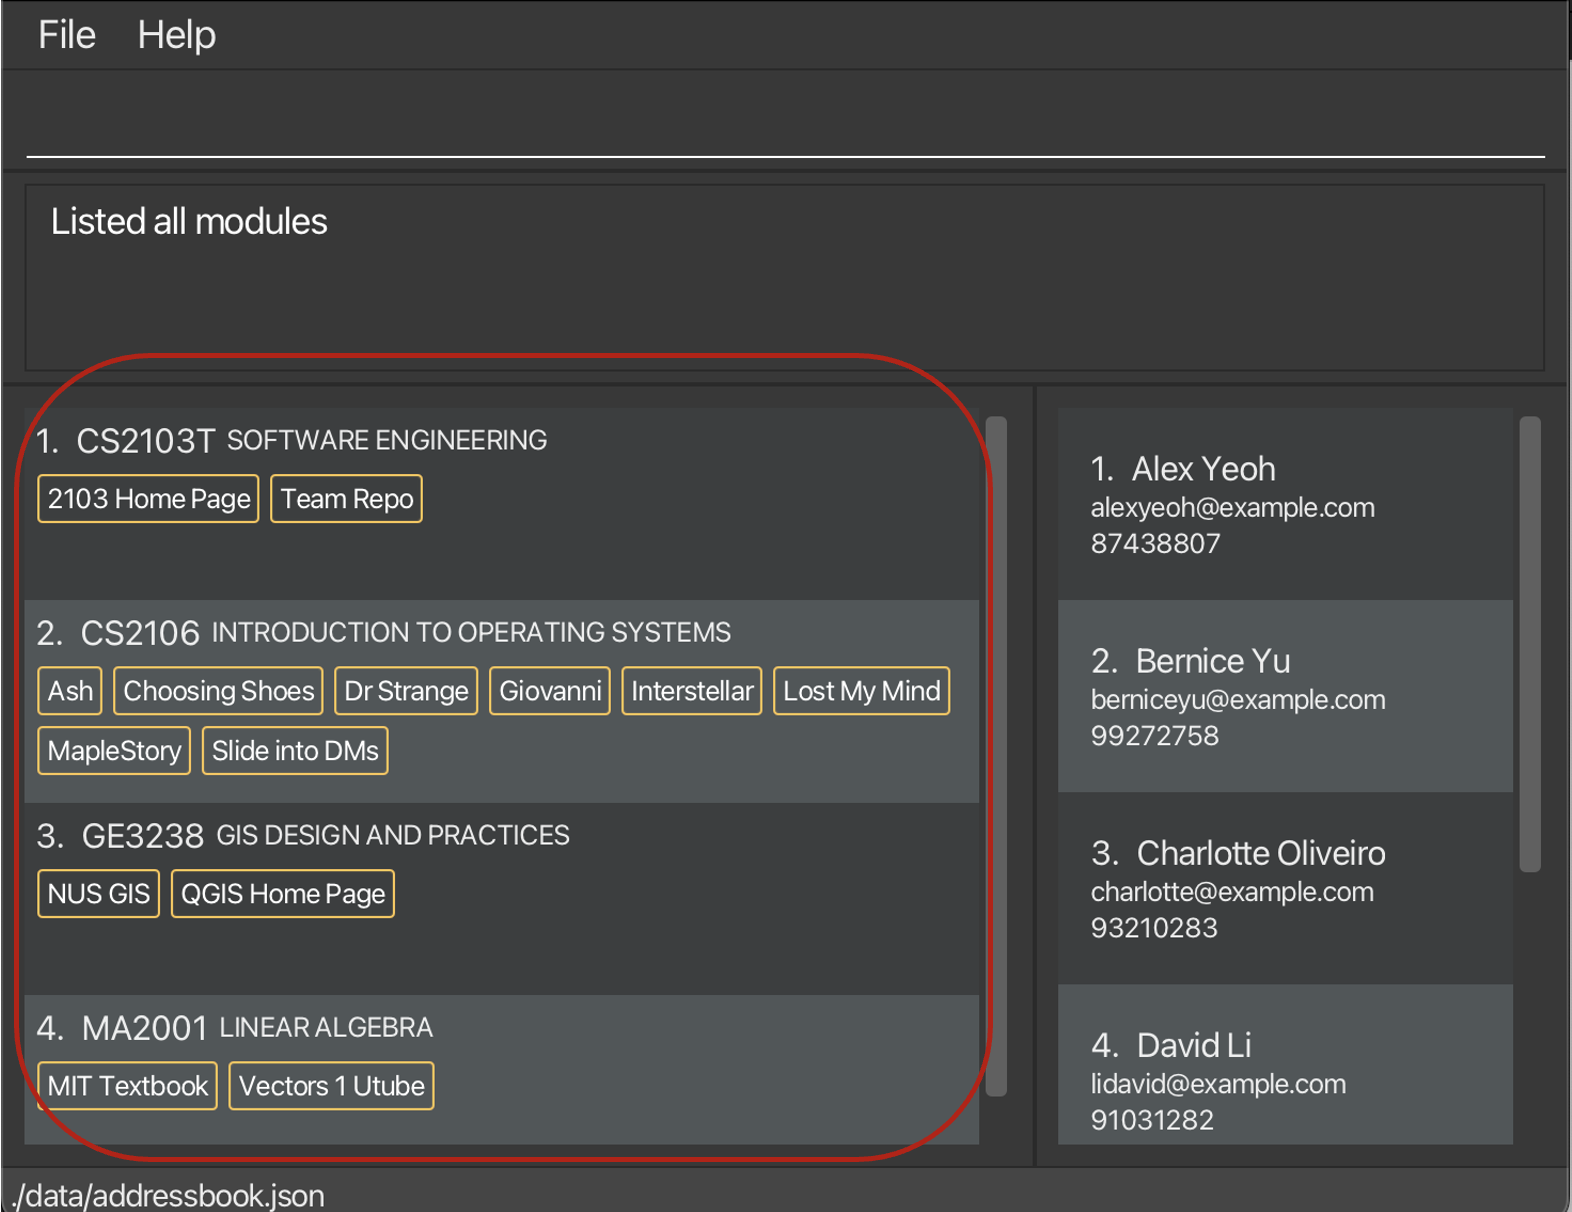 File Help
Listed all modules
1. CS2103T SOFTWARE ENGINEERING
2103 Home Page Team Repo
2. CS2106 INTRODUCTION TO OPERATING SYSTEMS
Ash Choosing Shoes Dr Strange Giovanni Interstellar Lost My Mind
MapleStory Slide into DMs
3. GE3238 GIS DESIGN AND PRACTICES
NUS GIS QGIS Home Page
4. MA2001 LINEAR ALGEBRA
MIT Textbook Vectors 1 Utube
1. Alex Yeoh
alexyeoh@example.com
87438807
2. Bernice Yu
berniceyu@example.com
99272758
3. Charlotte Oliveiro
charlotte@example.com
93210283
4. David Li
lidavid@example.com
91031282
./data/addressbook.json